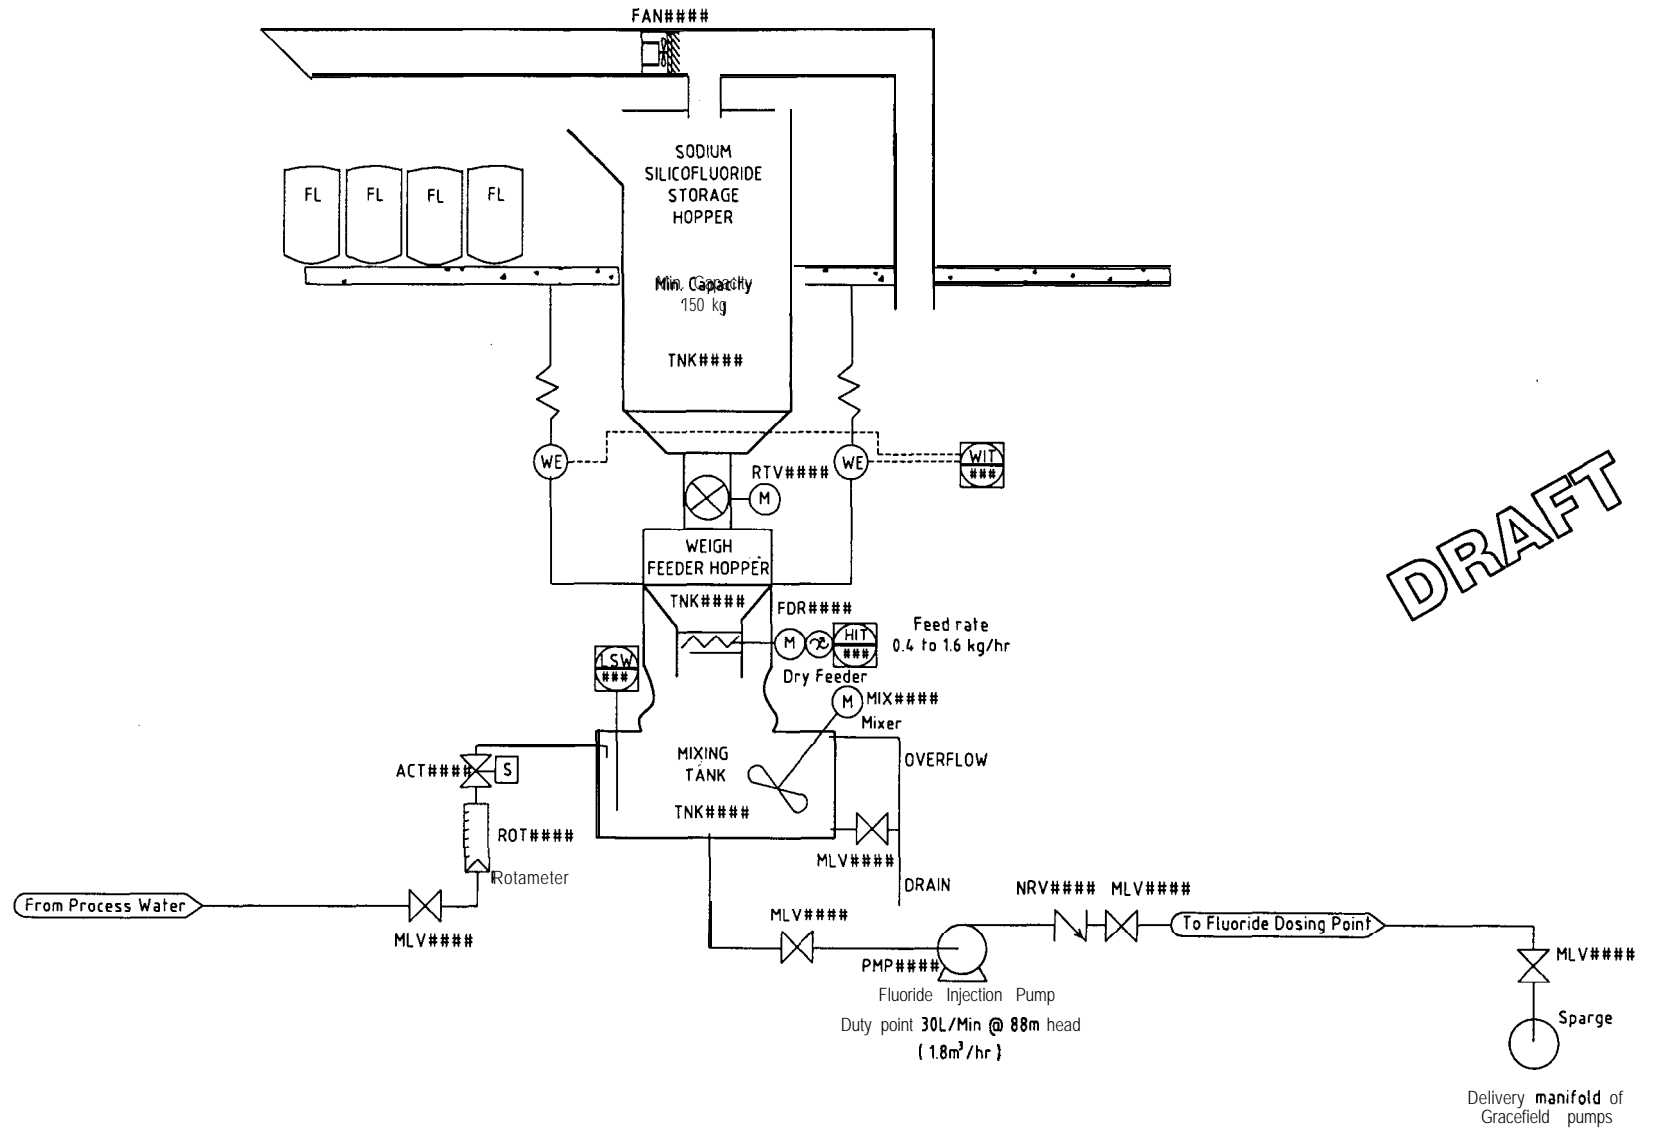 FAN####
SODIUM
SILICOFLUORIDE
STORAGE
HOPPER
FL
FL
FL
FL
Min. Capacity
150 kg
TNK####
WE
WE
WIT
###
RTV####
M
DRAFT
WEIGH
FEEDER HOPPER
TNK####
FDR####
M
HIT
###
Feed rate
0.4 to 1.6 kg/hr
LSW
###
Dry Feeder
M
MIX####
Mixer
MIXING
TANK
TNK####
OVERFLOW
ACT####
S
ROT####
Rotameter
MLV####
DRAIN
From Process Water
MLV####
MLV####
NRV####
MLV####
To Fluoride Dosing Point
MLV####
PMP####
Fluoride Injection Pump
Duty point 30L/Min @ 88m head
( 1.8m³/hr )
Sparge
Delivery manifold of
Gracefield pumps